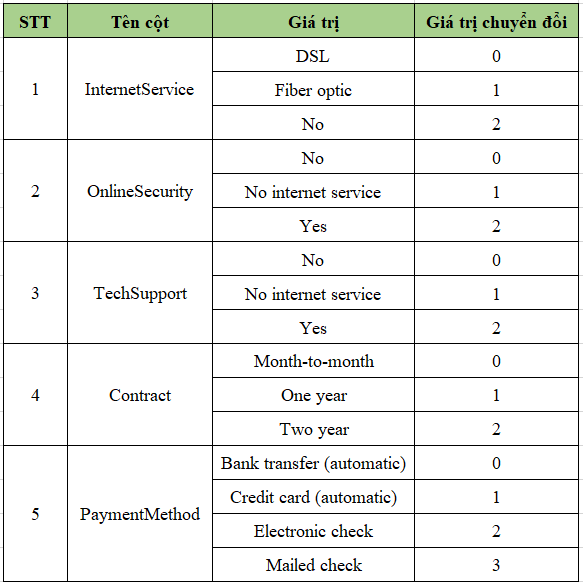 STT Tên cột Giá trị Giá trị chuyển đổi
1 InternetService DSL 0
Fiber optic 1
No 2
2 OnlineSecurity No 0
No internet service 1
Yes 2
3 TechSupport No 0
No internet service 1
Yes 2
4 Contract Month-to-month 0
One year 1
Two year 2
5 PaymentMethod Bank transfer (automatic) 0
Credit card (automatic) 1
Electronic check 2
Mailed check 3